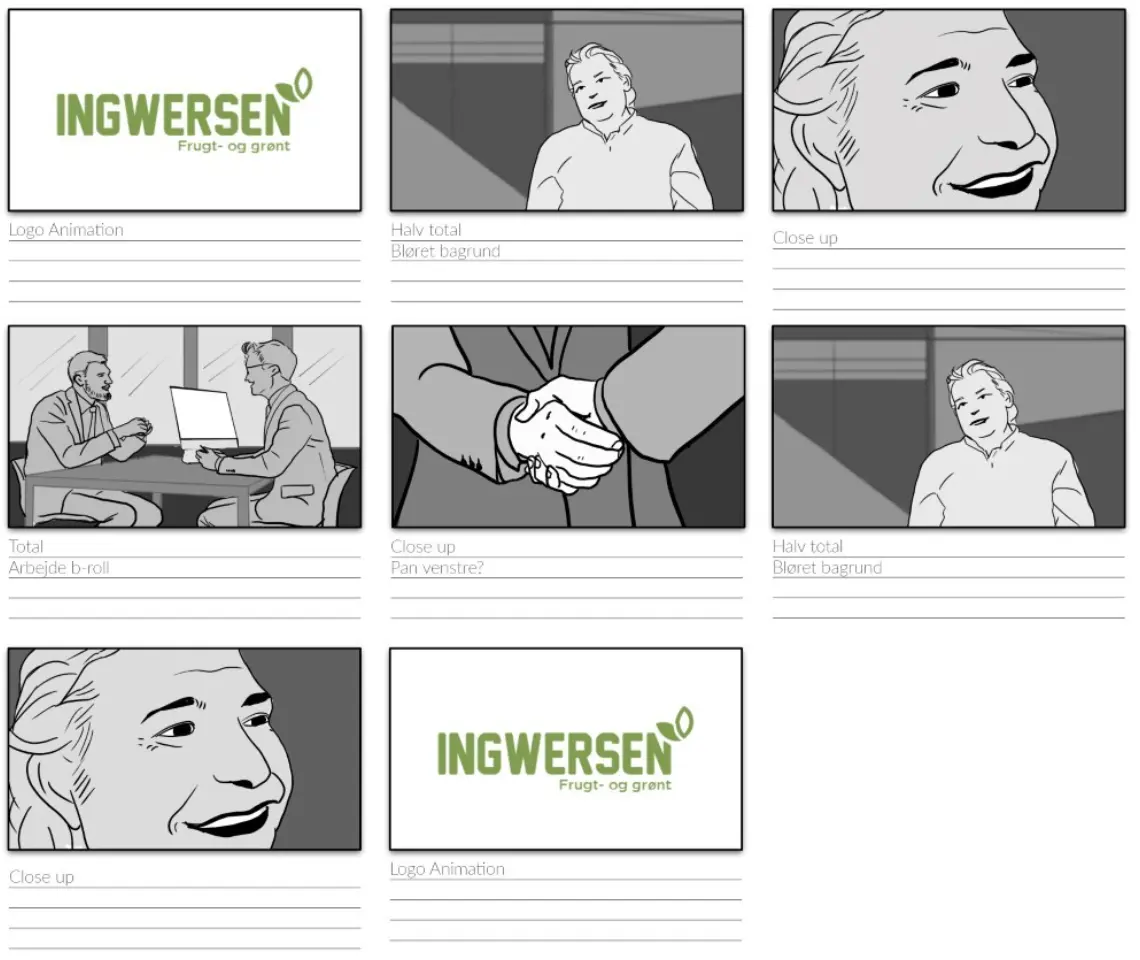 INGWERSEN
Frugt- og grønt
Logo Animation
Halv total
Bløret bagrund
Close up
Total
Arbejde b-roll
Close up
Pan venstre?
Halv total
Bløret bagrund
Close up
INGWERSEN
Frugt- og grønt
Logo Animation